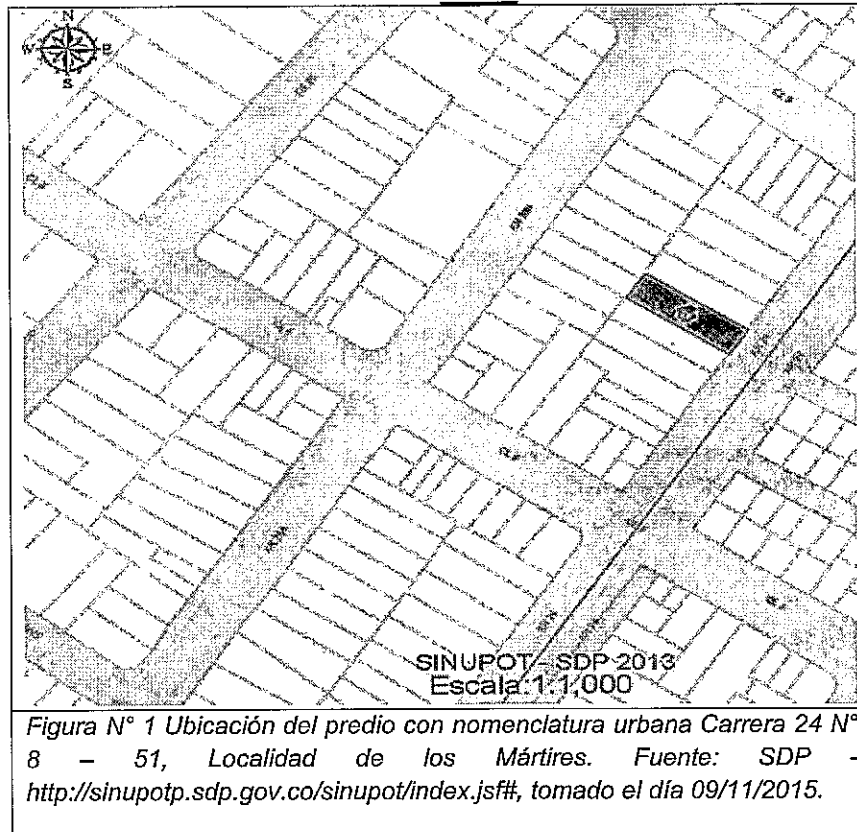 N
W E
S
SINUPOT - SDP 2013
Escala:1:1,000
Figura N° 1 Ubicación del predio con nomenclatura urbana Carrera 24 N°
8 – 51, Localidad de los Mártires. Fuente: SDP -
http://sinupotp.sdp.gov.co/sinupot/index.jsf#, tomado el día 09/11/2015.